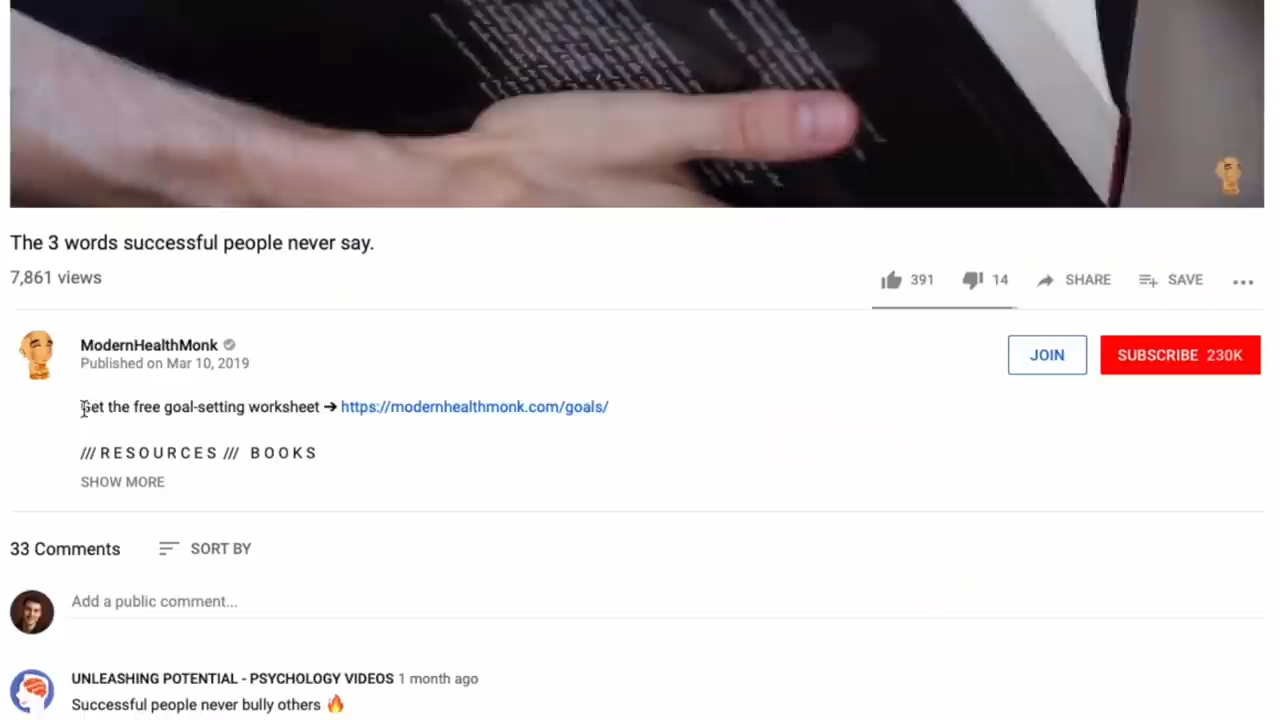 The 3 words successful people never say.
7,861 views
391
14
SHARE
SAVE
ModernHealthMonk
Published on Mar 10, 2019
JOIN
SUBSCRIBE 230K
Get the free goal-setting worksheet ➔ https://modernhealthmonk.com/goals/
/// R E S O U R C E S /// B O O K S
SHOW MORE
33 Comments
SORT BY
Add a public comment...
UNLEASHING POTENTIAL - PSYCHOLOGY VIDEOS 1 month ago
Successful people never bully others 🔥